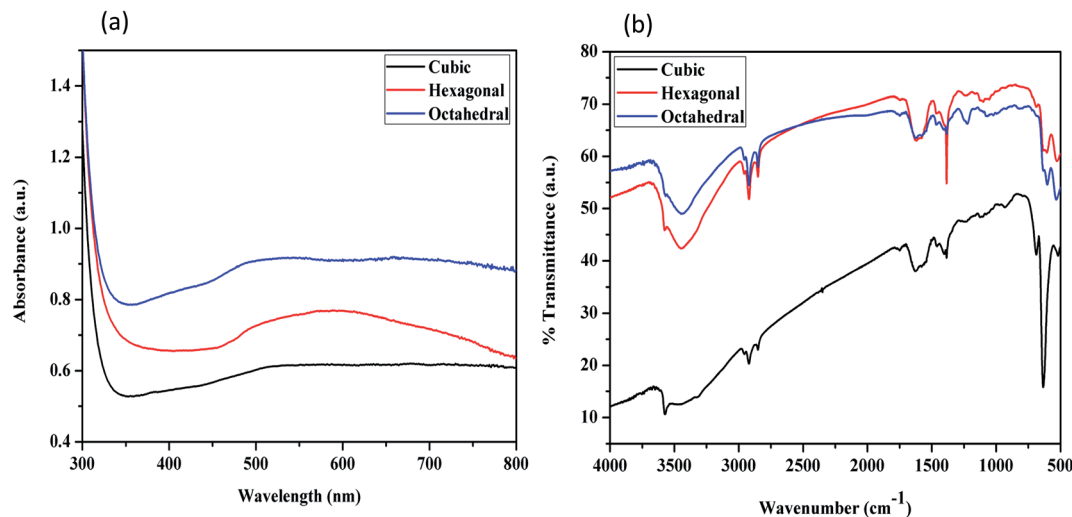 (a)
Absorbance (a.u.)
1.4
1.2
1.0
0.8
0.6
0.4
Cubic
Hexagonal
Octahedral
300 400 500 600 700 800
Wavelength (nm)
(b)
% Transmittance (a.u.)
80
70
60
50
40
30
20
10
Cubic
Hexagonal
Octahedral
4000 3500 3000 2500 2000 1500 1000 500
Wavenumber (cm⁻¹)